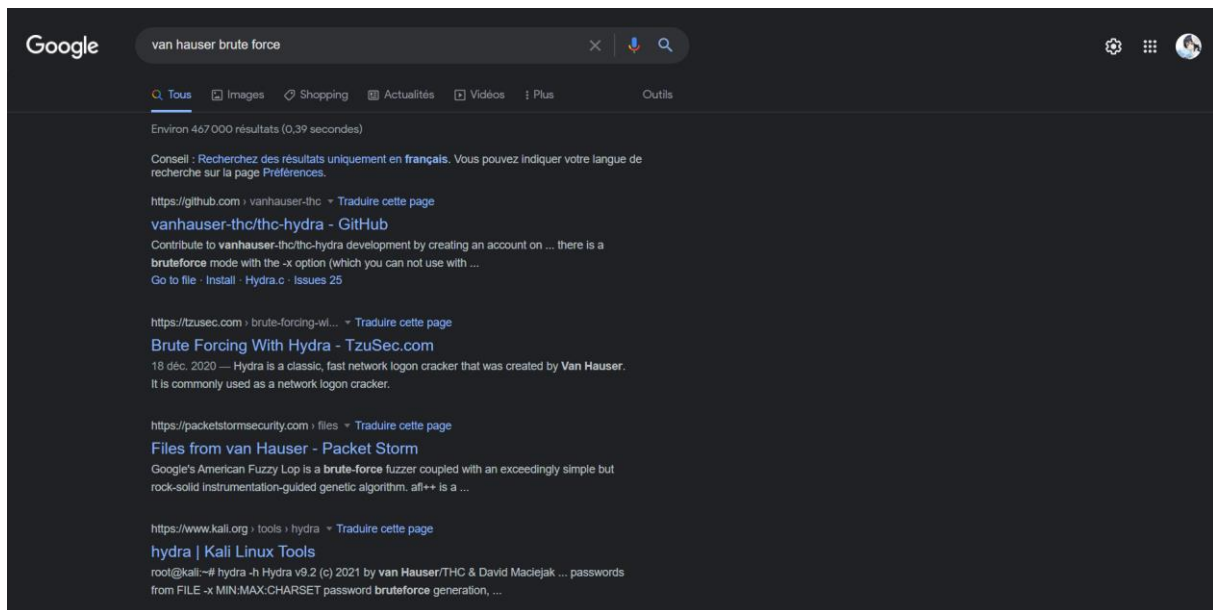 Google
van hauser brute force
Tous Images Shopping Actualités Vidéos Plus Outils
Environ 467 000 résultats (0,39 secondes)
Conseil : Recherchez des résultats uniquement en français. Vous pouvez indiquer votre langue de
recherche sur la page Préférences.
https://github.com › vanhauser-thc Traduire cette page
vanhauser-thc/thc-hydra - GitHub
Contribute to vanhauser-thc/thc-hydra development by creating an account on ... there is a
bruteforce mode with the -x option (which you can not use with ...
Go to file · Install · Hydra.c · Issues 25
https://tzusec.com › brute-forcing-wi... Traduire cette page
Brute Forcing With Hydra - TzuSec.com
18 déc. 2020 — Hydra is a classic, fast network logon cracker that was created by Van Hauser.
It is commonly used as a network logon cracker.
https://packetstormsecurity.com › files Traduire cette page
Files from van Hauser - Packet Storm
Google's American Fuzzy Lop is a brute-force fuzzer coupled with an exceedingly simple but
rock-solid instrumentation-guided genetic algorithm. afl++ is a ...
https://www.kali.org › tools › hydra Traduire cette page
hydra | Kali Linux Tools
root@kali:~# hydra -h Hydra v9.2 (c) 2021 by van Hauser/THC & David Maciejak ... passwords
from FILE -x MIN:MAX:CHARSET password bruteforce generation, ...